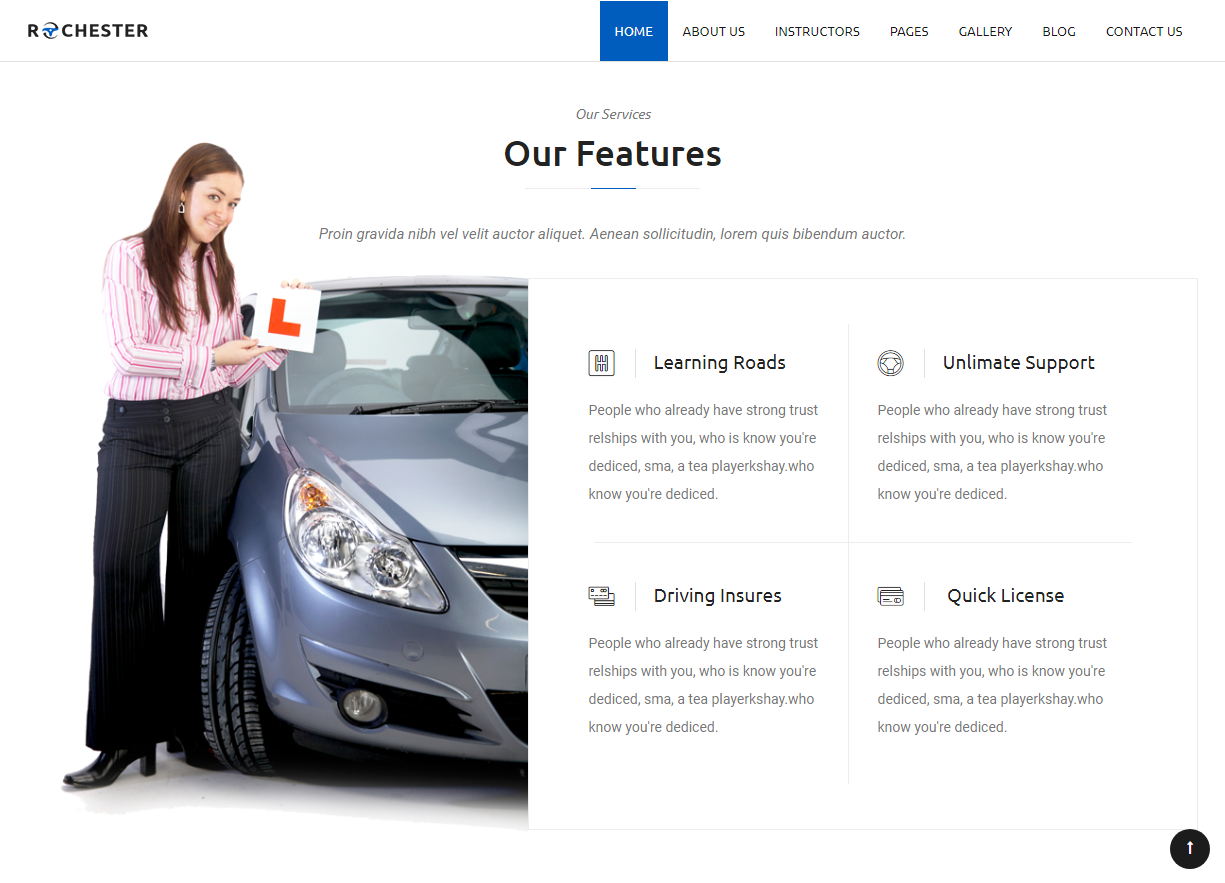 ROCHESTER
HOME ABOUT US INSTRUCTORS PAGES GALLERY BLOG CONTACT US
Our Services
Our Features
Proin gravida nibh vel velit auctor aliquet. Aenean sollicitudin, lorem quis bibendum auctor.
L
Learning Roads
People who already have strong trust
relships with you, who is know you're
dediced, sma, a tea playerkshay.who
know you're dediced.
Unlimate Support
People who already have strong trust
relships with you, who is know you're
dediced, sma, a tea playerkshay.who
know you're dediced.
Driving Insures
People who already have strong trust
relships with you, who is know you're
dediced, sma, a tea playerkshay.who
know you're dediced.
Quick License
People who already have strong trust
relships with you, who is know you're
dediced, sma, a tea playerkshay.who
know you're dediced.